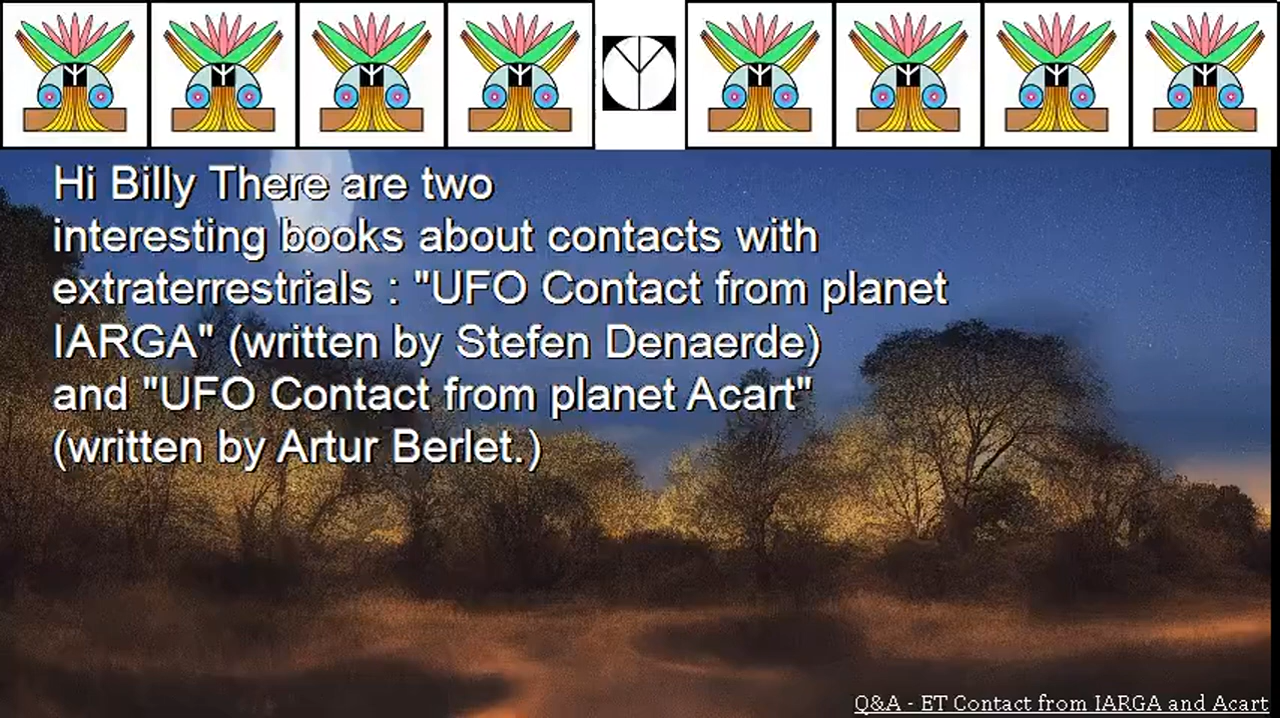 Hi Billy There are two
interesting books about contacts with
extraterrestrials : "UFO Contact from planet
IARGA" (written by Stefen Denaerde)
and "UFO Contact from planet Acart"
(written by Artur Berlet.)
Q&A - ET Contact from IARGA and Acart